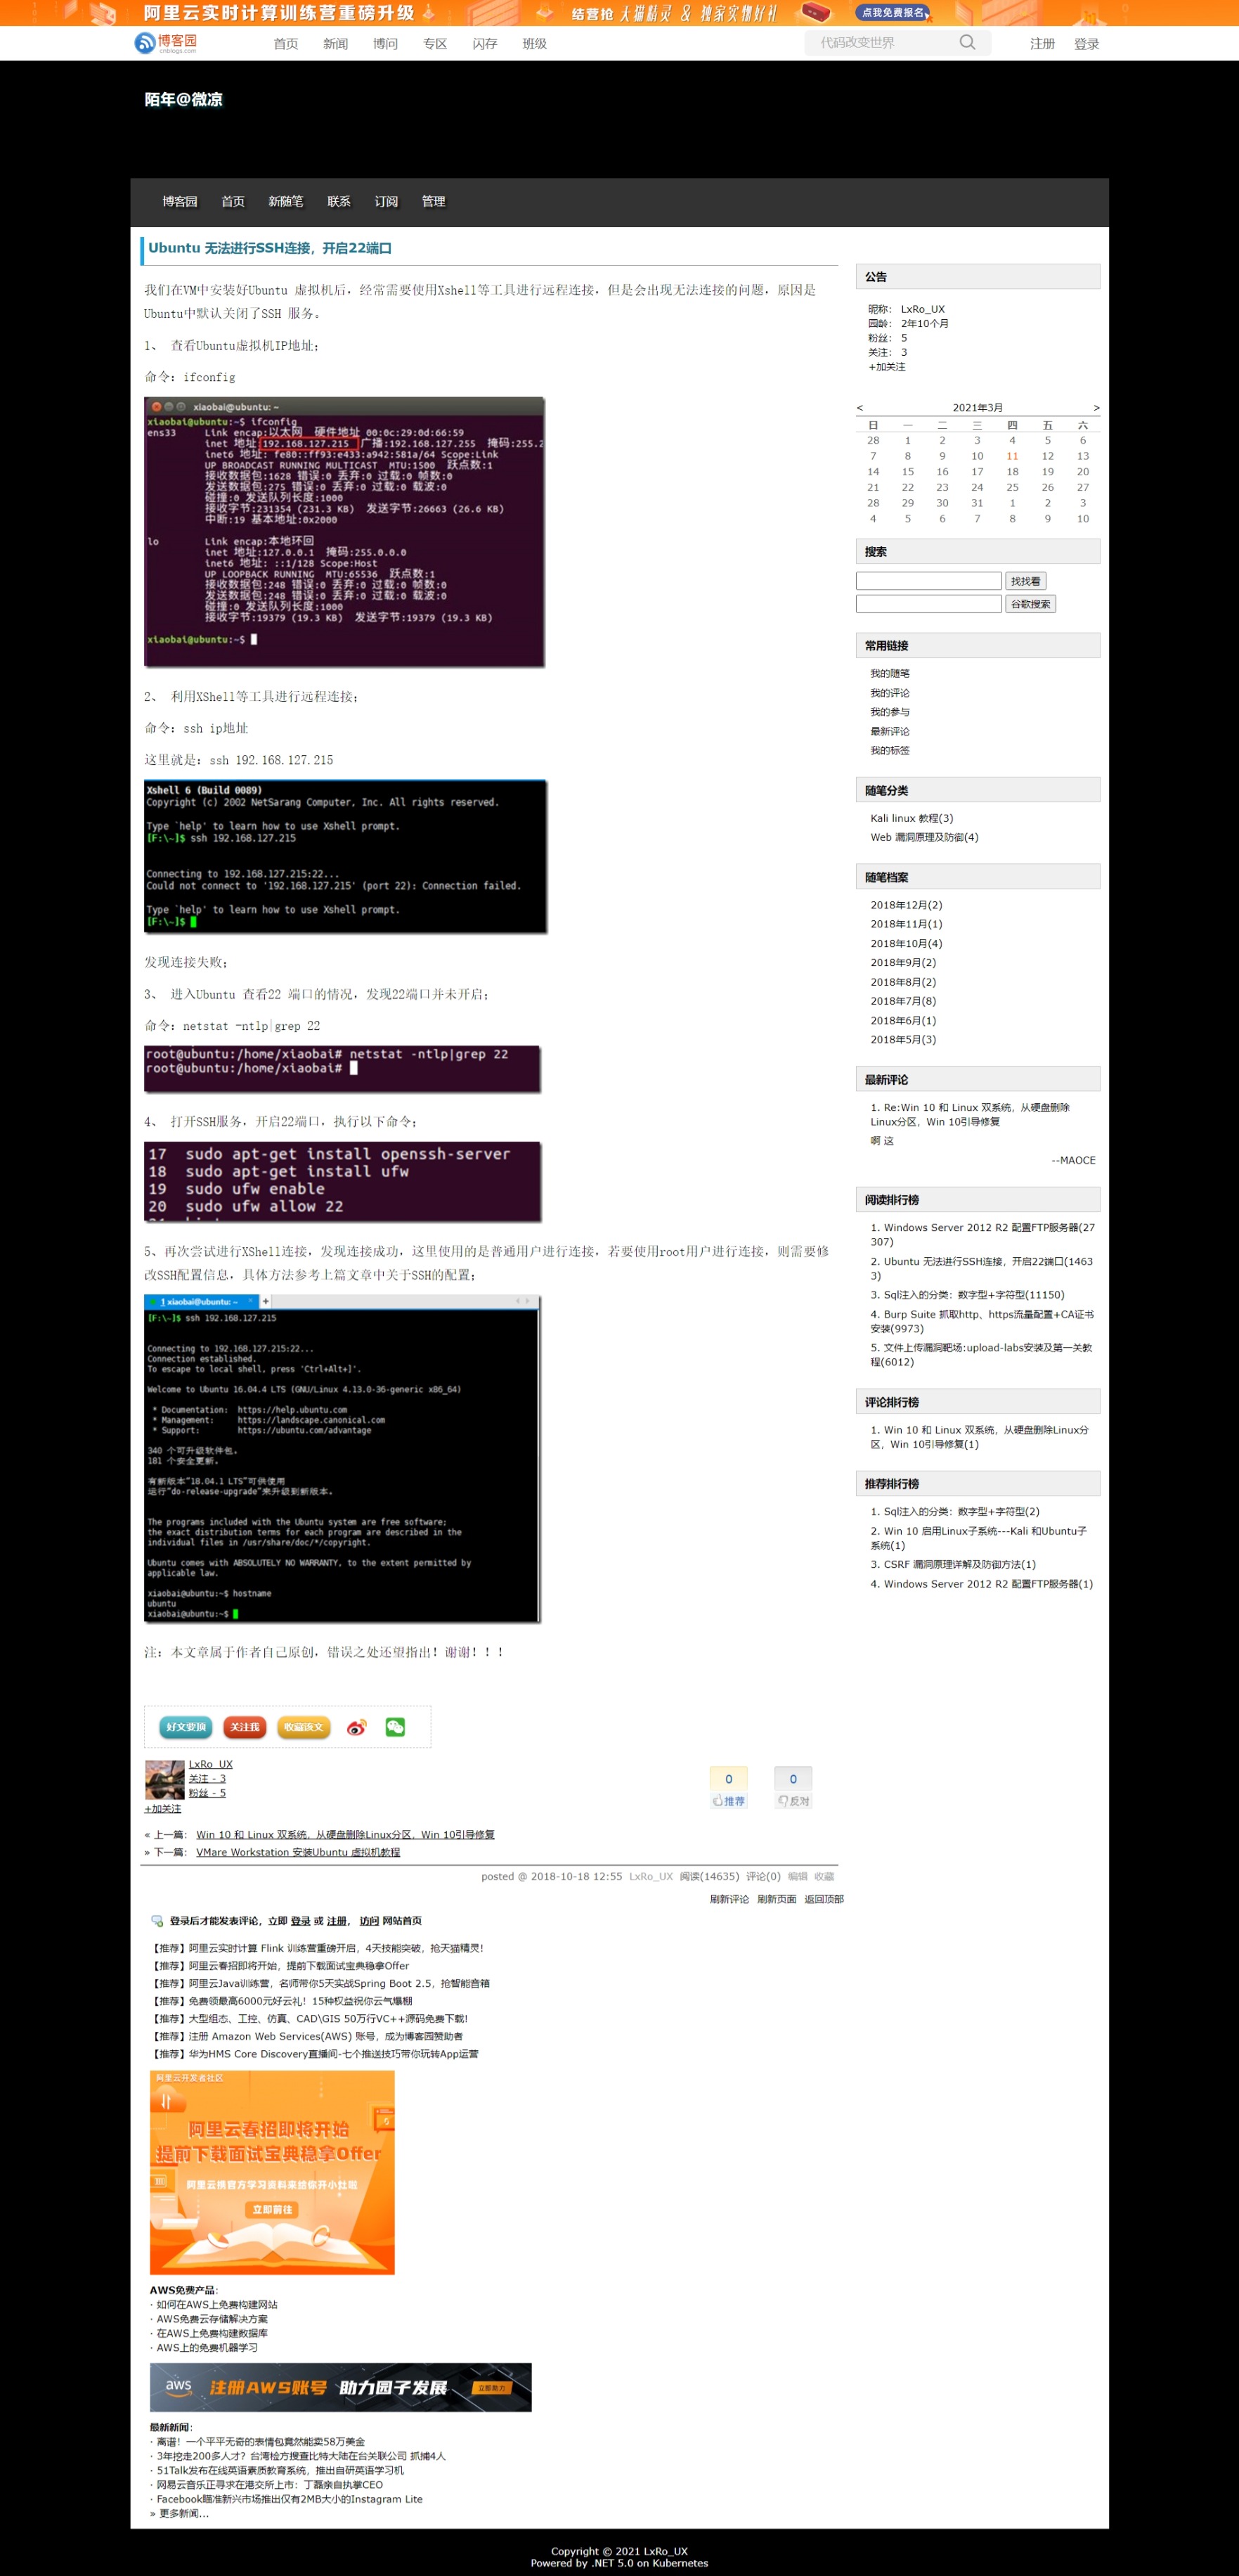 阿里云实时计算训练营重磅升级 结营抢 天猫精灵 & 独家实物好礼 点我免费报名
博客园 首页 新闻 博问 专区 闪存 班级 代码改变世界 注册 登录
cnblogs.com
陌年@微凉
博客园 首页 新随笔 联系 订阅 管理
Ubuntu 无法进行SSH连接，开启22端口
我们在VM中安装好Ubuntu 虚拟机后，经常需要使用Xshell等工具进行远程连接，但是会出现无法连接的问题，原因是
Ubuntu中默认关闭了SSH 服务。
1、 查看Ubuntu虚拟机IP地址；
命令：ifconfig
xiaobai@ubuntu: ~
xiaobai@ubuntu:~$ ifconfig
ens33 Link encap:以太网 硬件地址 00:0c:29:0d:66:59
inet 地址:192.168.127.215 广播:192.168.127.255 掩码:255.2
inet6 地址: fe80::ff93:e433:a942:581a/64 Scope:Link
UP BROADCAST RUNNING MULTICAST MTU:1500 跃点数:1
接收数据包:1628 错误:0 丢弃:0 过载:0 帧数:0
发送数据包:275 错误:0 丢弃:0 过载:0 载波:0
碰撞:0 发送队列长度:1000
接收字节:231354 (231.3 KB) 发送字节:26663 (26.6 KB)
中断:19 基本地址:0x2000
lo Link encap:本地环回
inet 地址:127.0.0.1 掩码:255.0.0.0
inet6 地址: ::1/128 Scope:Host
UP LOOPBACK RUNNING MTU:65536 跃点数:1
接收数据包:248 错误:0 丢弃:0 过载:0 帧数:0
发送数据包:248 错误:0 丢弃:0 过载:0 载波:0
碰撞:0 发送队列长度:1000
接收字节:19379 (19.3 KB) 发送字节:19379 (19.3 KB)
xiaobai@ubuntu:~$
2、 利用XShell等工具进行远程连接；
命令：ssh ip地址
这里就是：ssh 192.168.127.215
Xshell 6 (Build 0089)
Copyright (c) 2002 NetSarang Computer, Inc. All rights reserved.
Type `help' to learn how to use Xshell prompt.
[F:\~]$ ssh 192.168.127.215
Connecting to 192.168.127.215:22...
Could not connect to '192.168.127.215' (port 22): Connection failed.
Type `help' to learn how to use Xshell prompt.
[F:\~]$
发现连接失败；
3、 进入Ubuntu 查看22 端口的情况，发现22端口并未开启；
命令：netstat -ntlp|grep 22
root@ubuntu:/home/xiaobai# netstat -ntlp|grep 22
root@ubuntu:/home/xiaobai#
4、 打开SSH服务，开启22端口，执行以下命令；
17 sudo apt-get install openssh-server
18 sudo apt-get install ufw
19 sudo ufw enable
20 sudo ufw allow 22
5、再次尝试进行XShell连接，发现连接成功，这里使用的是普通用户进行连接，若要使用root用户进行连接，则需要修
改SSH配置信息，具体方法参考上篇文章中关于SSH的配置；
1 xiaobai@ubuntu: ~ × +
[F:\~]$ ssh 192.168.127.215
Connecting to 192.168.127.215:22...
Connection established.
To escape to local shell, press 'Ctrl+Alt+]'.
Welcome to Ubuntu 16.04.4 LTS (GNU/Linux 4.13.0-36-generic x86_64)
* Documentation: https://help.ubuntu.com
* Management: https://landscape.canonical.com
* Support: https://ubuntu.com/advantage
340 个可升级软件包。
181 个安全更新。
有新版本"18.04.1 LTS"可供使用
运行"do-release-upgrade"来升级到新版本。
The programs included with the Ubuntu system are free software;
the exact distribution terms for each program are described in the
individual files in /usr/share/doc/*/copyright.
Ubuntu comes with ABSOLUTELY NO WARRANTY, to the extent permitted by
applicable law.
xiaobai@ubuntu:~$ hostname
ubuntu
xiaobai@ubuntu:~$
注：本文章属于作者自己原创，错误之处还望指出！谢谢！！！
好文要顶 关注我 收藏该文
LxRo_UX
关注 - 3
粉丝 - 5
+加关注
0 0
推荐 反对
« 上一篇： Win 10 和 Linux 双系统，从硬盘删除Linux分区，Win 10引导修复
» 下一篇： VMare Workstation 安装Ubuntu 虚拟机教程
posted @ 2018-10-18 12:55 LxRo_UX 阅读(14635) 评论(0) 编辑 收藏
刷新评论 刷新页面 返回顶部
登录后才能发表评论，立即 登录 或 注册， 访问 网站首页
【推荐】阿里云实时计算 Flink 训练营重磅开启，4天技能突破，抢天猫精灵！
【推荐】阿里云春招即将开始，提前下载面试宝典稳拿Offer
【推荐】阿里云Java训练营，名师带你5天实战Spring Boot 2.5，抢智能音箱
【推荐】免费领最高6000元好云礼！15种权益祝你云气爆棚
【推荐】大型组态、工控、仿真、CAD\GIS 50万行VC++源码免费下载!
【推荐】注册 Amazon Web Services(AWS) 账号，成为博客园赞助者
【推荐】华为HMS Core Discovery直播间-七个推送技巧带你玩转App运营
阿里云开发者社区
阿里云春招即将开始
提前下载面试宝典稳拿Offer
阿里云携官方学习资料来给你开小灶啦
立即前往
AWS免费产品:
· 如何在AWS上免费构建网站
· AWS免费云存储解决方案
· 在AWS上免费构建数据库
· AWS上的免费机器学习
aws 注册AWS账号 助力园子发展 立即助力
最新新闻:
· 离谱！一个平平无奇的表情包竟然能卖58万美金
· 3年挖走200多人才？台湾检方搜查比特大陆在台关联公司 抓捕4人
· 51Talk发布在线英语素质教育系统，推出自研英语学习机
· 网易云音乐正寻求在港交所上市：丁磊亲自执掌CEO
· Facebook瞄准新兴市场推出仅有2MB大小的Instagram Lite
» 更多新闻...
公告
昵称： LxRo_UX
园龄： 2年10个月
粉丝： 5
关注： 3
+加关注
< 2021年3月 >
日 一 二 三 四 五 六
28 1 2 3 4 5 6
7 8 9 10 11 12 13
14 15 16 17 18 19 20
21 22 23 24 25 26 27
28 29 30 31 1 2 3
4 5 6 7 8 9 10
搜索
找找看
谷歌搜索
常用链接
我的随笔
我的评论
我的参与
最新评论
我的标签
随笔分类
Kali linux 教程(3)
Web 漏洞原理及防御(4)
随笔档案
2018年12月(2)
2018年11月(1)
2018年10月(4)
2018年9月(2)
2018年8月(2)
2018年7月(8)
2018年6月(1)
2018年5月(3)
最新评论
1. Re:Win 10 和 Linux 双系统，从硬盘删除
Linux分区，Win 10引导修复
啊 这
--MAOCE
阅读排行榜
1. Windows Server 2012 R2 配置FTP服务器(27
307)
2. Ubuntu 无法进行SSH连接，开启22端口(1463
3)
3. Sql注入的分类：数字型+字符型(11150)
4. Burp Suite 抓取http、https流量配置+CA证书
安装(9973)
5. 文件上传漏洞靶场:upload-labs安装及第一关教
程(6012)
评论排行榜
1. Win 10 和 Linux 双系统，从硬盘删除Linux分
区，Win 10引导修复(1)
推荐排行榜
1. Sql注入的分类：数字型+字符型(2)
2. Win 10 启用Linux子系统---Kali 和Ubuntu子
系统(1)
3. CSRF 漏洞原理详解及防御方法(1)
4. Windows Server 2012 R2 配置FTP服务器(1)
Copyright © 2021 LxRo_UX
Powered by .NET 5.0 on Kubernetes